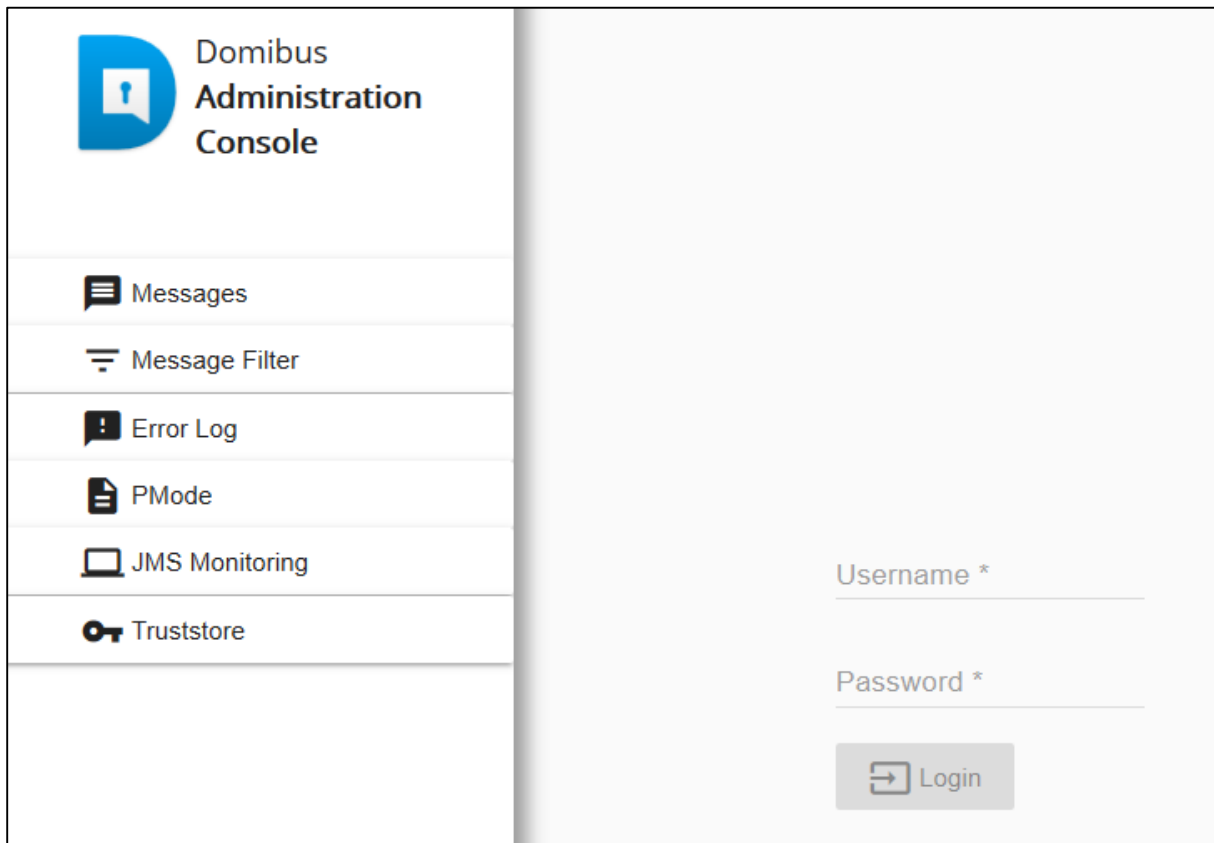 Domibus
Administration
Console
Messages
Message Filter
Error Log
PMode
JMS Monitoring
Truststore
Username *
Password *
Login